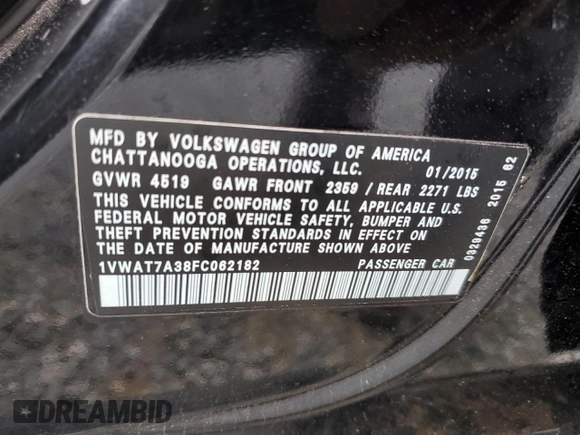 MFD BY VOLKSWAGEN GROUP OF AMERICA
CHATTANOOGA OPERATIONS, LLC. 01/2015
GVWR 4519 GAWR FRONT 2359 / REAR 2271 LBS
THIS VEHICLE CONFORMS TO ALL APPLICABLE U.S.
FEDERAL MOTOR VEHICLE SAFETY, BUMPER AND
THEFT PREVENTION STANDARDS IN EFFECT ON
THE DATE OF MANUFACTURE SHOWN ABOVE
1VWAT7A38FC062182 PASSENGER CAR
0329436 2015 62
DREAMBID